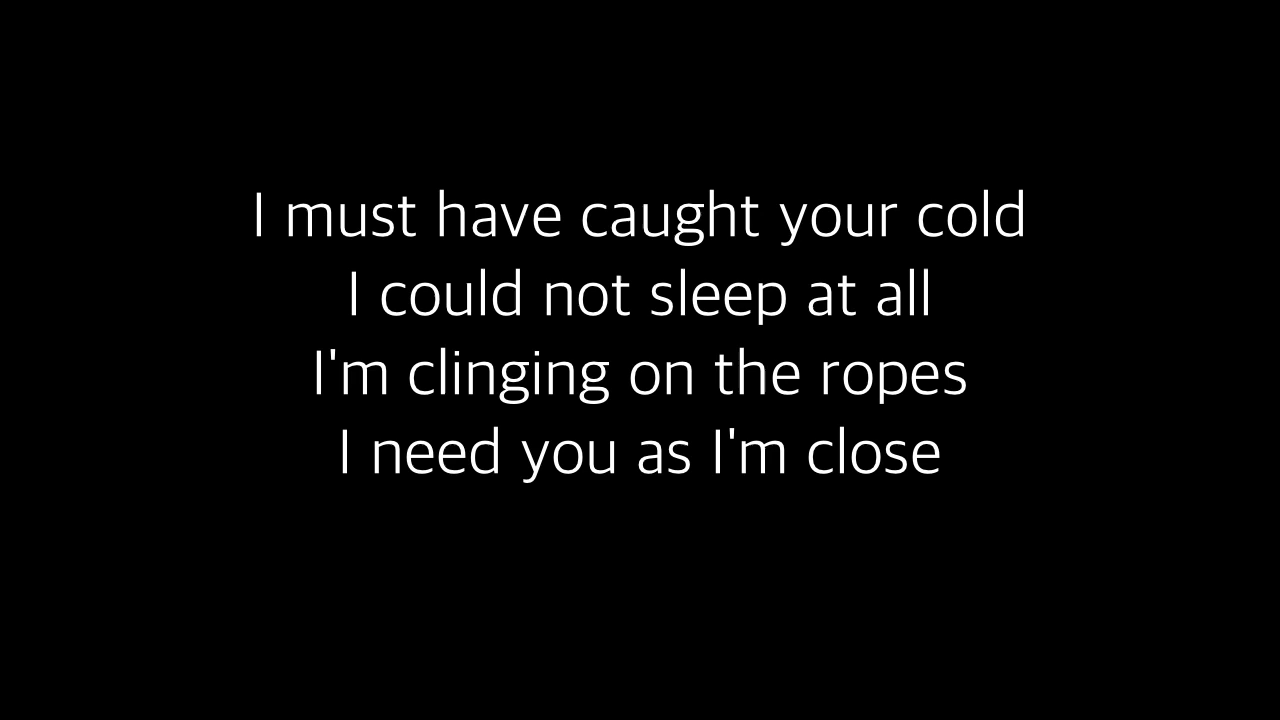 I must have caught your cold
I could not sleep at all
I'm clinging on the ropes
I need you as I'm close